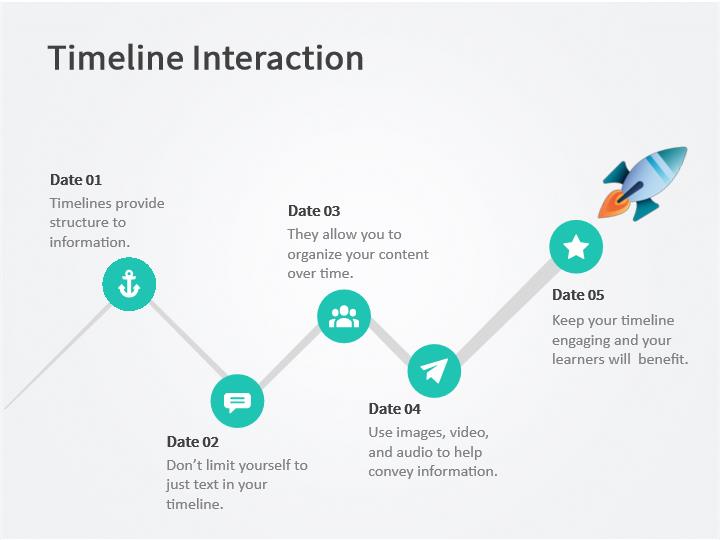 Timeline Interaction
Date 01
Timelines provide
structure to
information.
Date 02
Don’t limit yourself to
just text in your
timeline.
Date 03
They allow you to
organize your content
over time.
Date 04
Use images, video,
and audio to help
convey information.
Date 05
Keep your timeline
engaging and your
learners will  benefit.